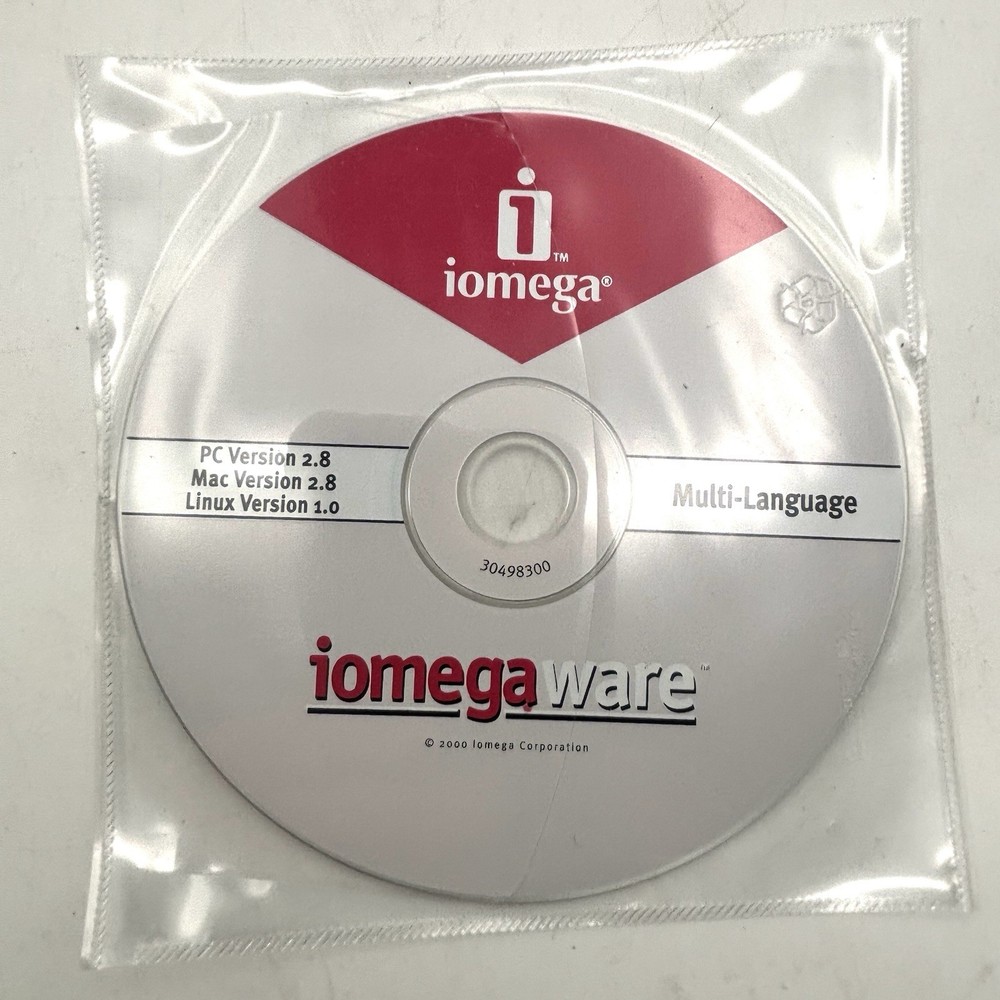 i™
iomega®
PC Version 2.8
Mac Version 2.8
Linux Version 1.0
Multi-Language
30498300
iomegaware™
© 2000 Iomega Corporation